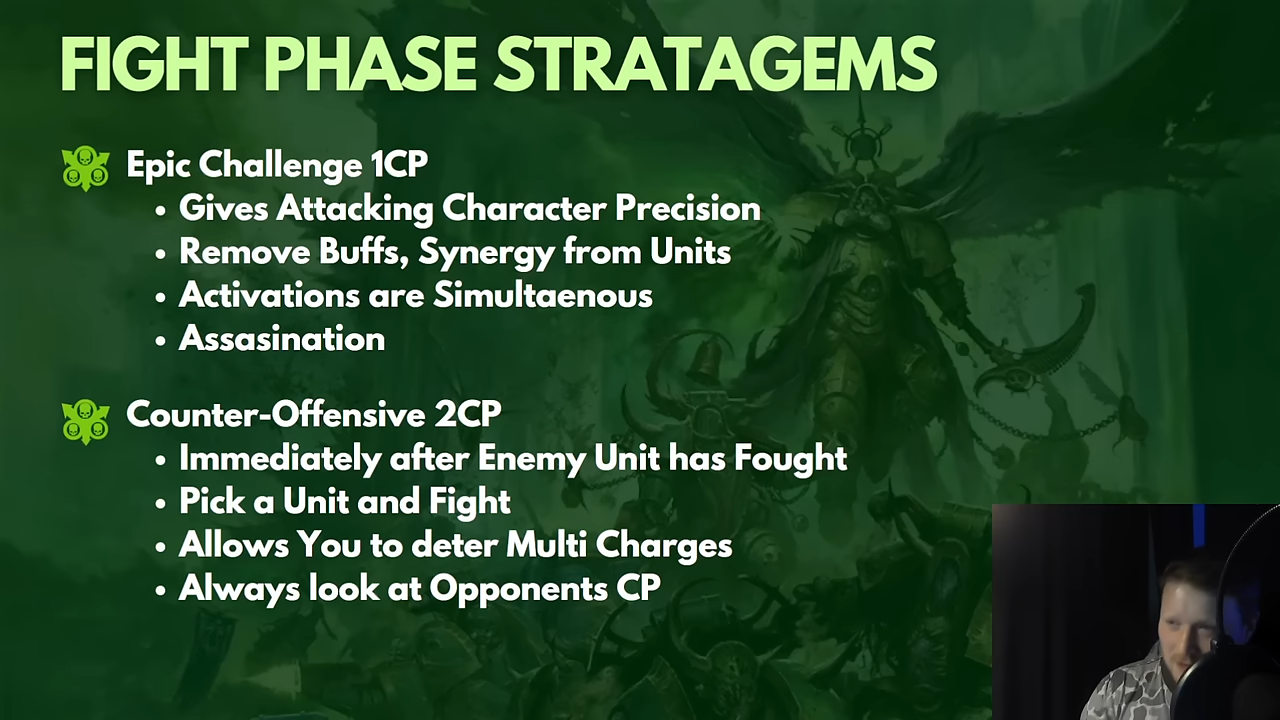 FIGHT PHASE STRATAGEMS
Epic Challenge 1CP
• Gives Attacking Character Precision
• Remove Buffs, Synergy from Units
• Activations are Simultaenous
• Assasination
Counter-Offensive 2CP
• Immediately after Enemy Unit has Fought
• Pick a Unit and Fight
• Allows You to deter Multi Charges
• Always look at Opponents CP